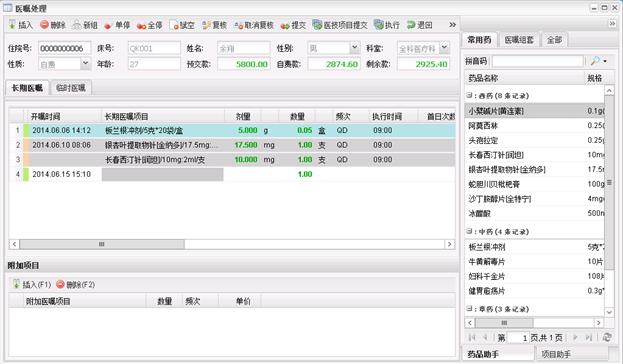 医嘱处理
插入 删除 新组 单停 全停 赋空 复核 取消复核 提交 医技项目提交 执行 退回
住院号: 0000000006 床号: QK001 姓名: 余翔 性别: 男 科室: 全科医疗科
性质: 自费 年龄: 27 预交款: 5800.00 自费款: 2874.60 剩余款: 2925.40
长期医嘱 临时医嘱
开嘱时间 长期医嘱项目 剂量 数量 频次 执行时间 首日次数
1 2014.06.06 14:12 板兰根冲剂/5克*20袋/盒 5.000 g 0.05 盒 QD 09:00
2 2014.06.10 08:06 银杏叶提取物针[金纳多]/17.5mg: 17.500 mg 1.00 支 QD 09:00
3 长春西汀针[润坦]/10mg:2ml/支 10.000 mg 1.00 支 QD 09:00
4 2014.06.15 15:10 1.00
附加项目
插入(F1) 删除(F2)
附加医嘱项目 数量 频次 单价
常用药 医嘱组套 全部
拼音码:
药品名称 规格
: 西药 (8 条记录)
小檗碱片[黄连素] 0.1g(
阿莫西林 0.25(
头孢拉定 0.25(
长春西汀针[润坦] 10mg
银杏叶提取物针[金纳多] 17.5m
蛇胆川贝枇杷膏 100g
沙丁胺醇片[全特宁] 4mg/
冰醋酸 500n
: 中药 (4 条记录)
板兰根冲剂 5克*2
牛黄解毒片 10片
妇科千金片 108片
健胃愈疡片 0.3g*
: 草药 (3 条记录)
第 1 页,共 1 页
药品助手 项目助手